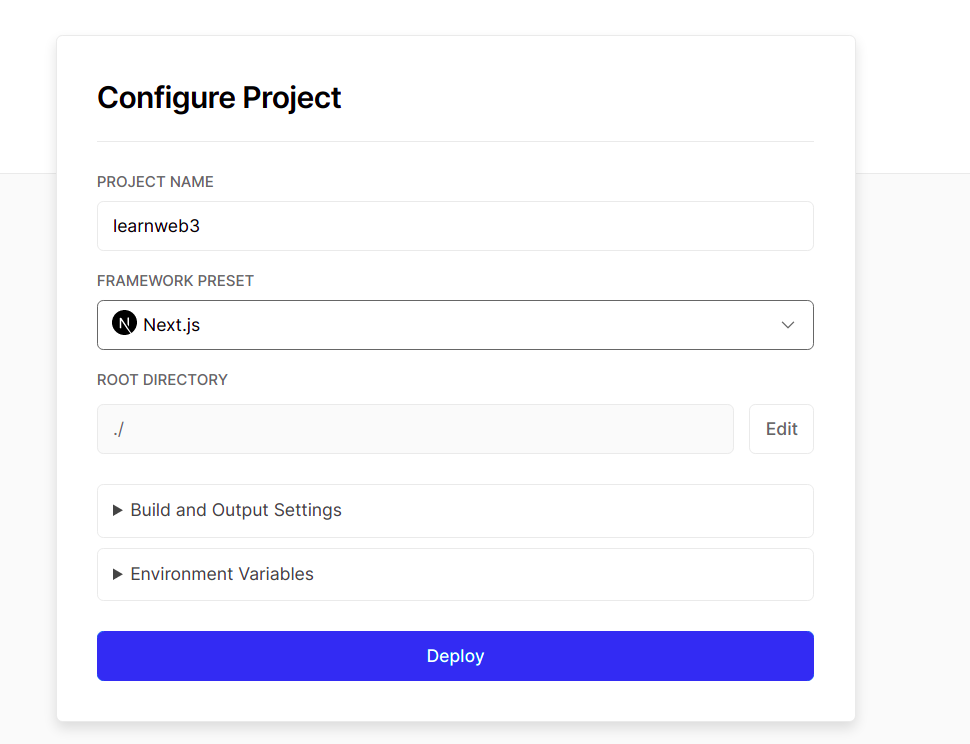 Configure Project
PROJECT NAME
learnweb3
FRAMEWORK PRESET
N Next.js
ROOT DIRECTORY
./ Edit
Build and Output Settings
Environment Variables
Deploy